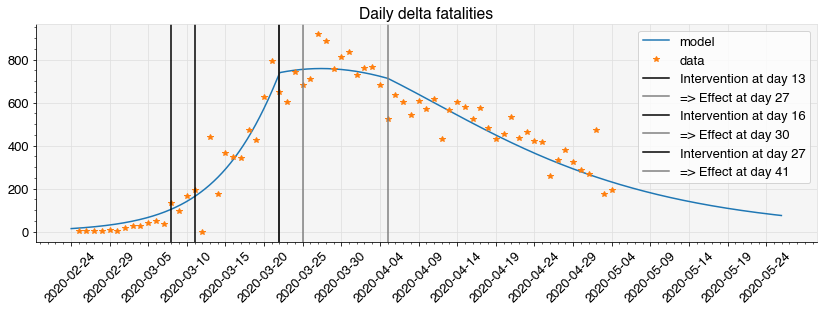 Daily delta fatalities
800
600
400
200
0
model
data
Intervention at day 13
=> Effect at day 27
Intervention at day 16
=> Effect at day 30
Intervention at day 27
=> Effect at day 41
2020-02-24
2020-02-29
2020-03-05
2020-03-10
2020-03-15
2020-03-20
2020-03-25
2020-03-30
2020-04-04
2020-04-09
2020-04-14
2020-04-19
2020-04-24
2020-04-29
2020-05-04
2020-05-09
2020-05-14
2020-05-19
2020-05-24